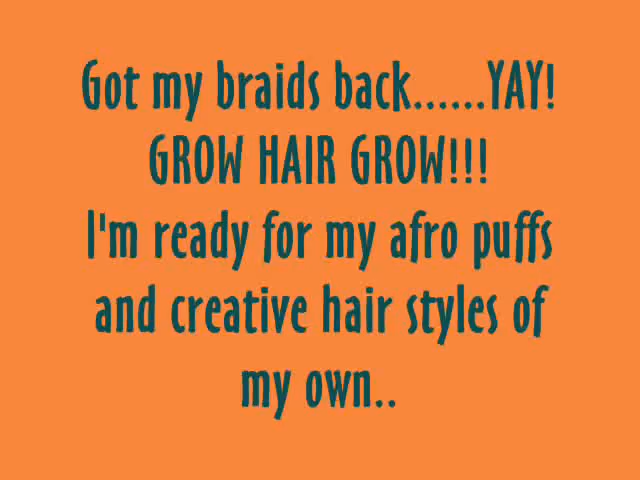 Got my braids back......YAY!
GROW HAIR GROW!!!
I'm ready for my afro puffs
and creative hair styles of
my own..